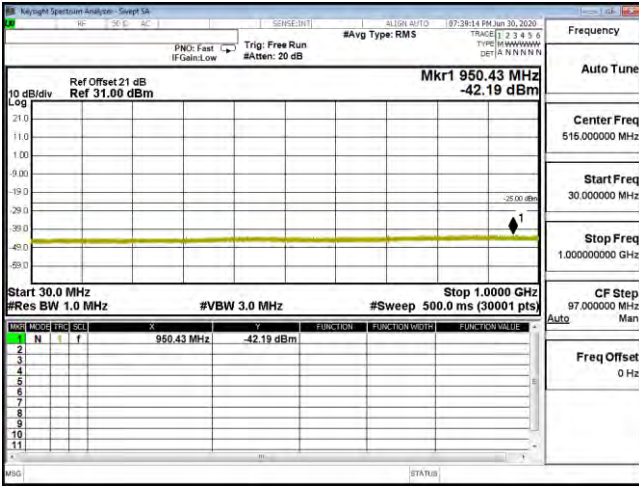 Keysight Spectrum Analyzer - Swept SA
RF 50 Ω AC SENSE:INT ALIGN AUTO 07:39:14 PM Jun 30, 2020
#Avg Type: RMS TRACE 1 2 3 4 5 6
PNO: Fast Trig: Free Run TYPE M WWWWW
IFGain:Low #Atten: 20 dB DET A N N N N N
Ref Offset 21 dB Mkr1 950.43 MHz
10 dB/div Ref 31.00 dBm -42.19 dBm
Log
21.0
11.0
1.00
-9.00
-19.0
-25.00 dBm
-29.0
1
-39.0
-49.0
-59.0
Start 30.0 MHz Stop 1.0000 GHz
#Res BW 1.0 MHz #VBW 3.0 MHz #Sweep 500.0 ms (30001 pts)
MKR MODE TRC SCL X Y FUNCTION FUNCTION WIDTH FUNCTION VALUE
1 N 1 f 950.43 MHz -42.19 dBm
2
3
4
5
6
7
8
9
10
11
MSG STATUS
Frequency
Auto Tune
Center Freq
515.000000 MHz
Start Freq
30.000000 MHz
Stop Freq
1.000000000 GHz
CF Step
97.000000 MHz
Auto Man
Freq Offset
0 Hz